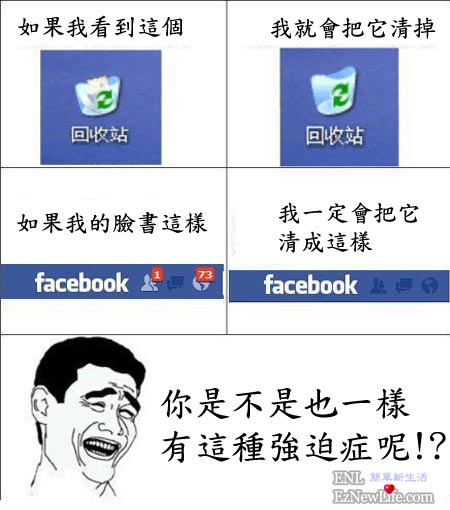 如果我看到這個
我就會把它清掉
回收站
回收站
如果我的臉書這樣
我一定會把它
清成這樣
facebook 1 73
facebook
你是不是也一樣
有這種強迫症呢!?
ENL 簡單新生活
EzNewLife.com